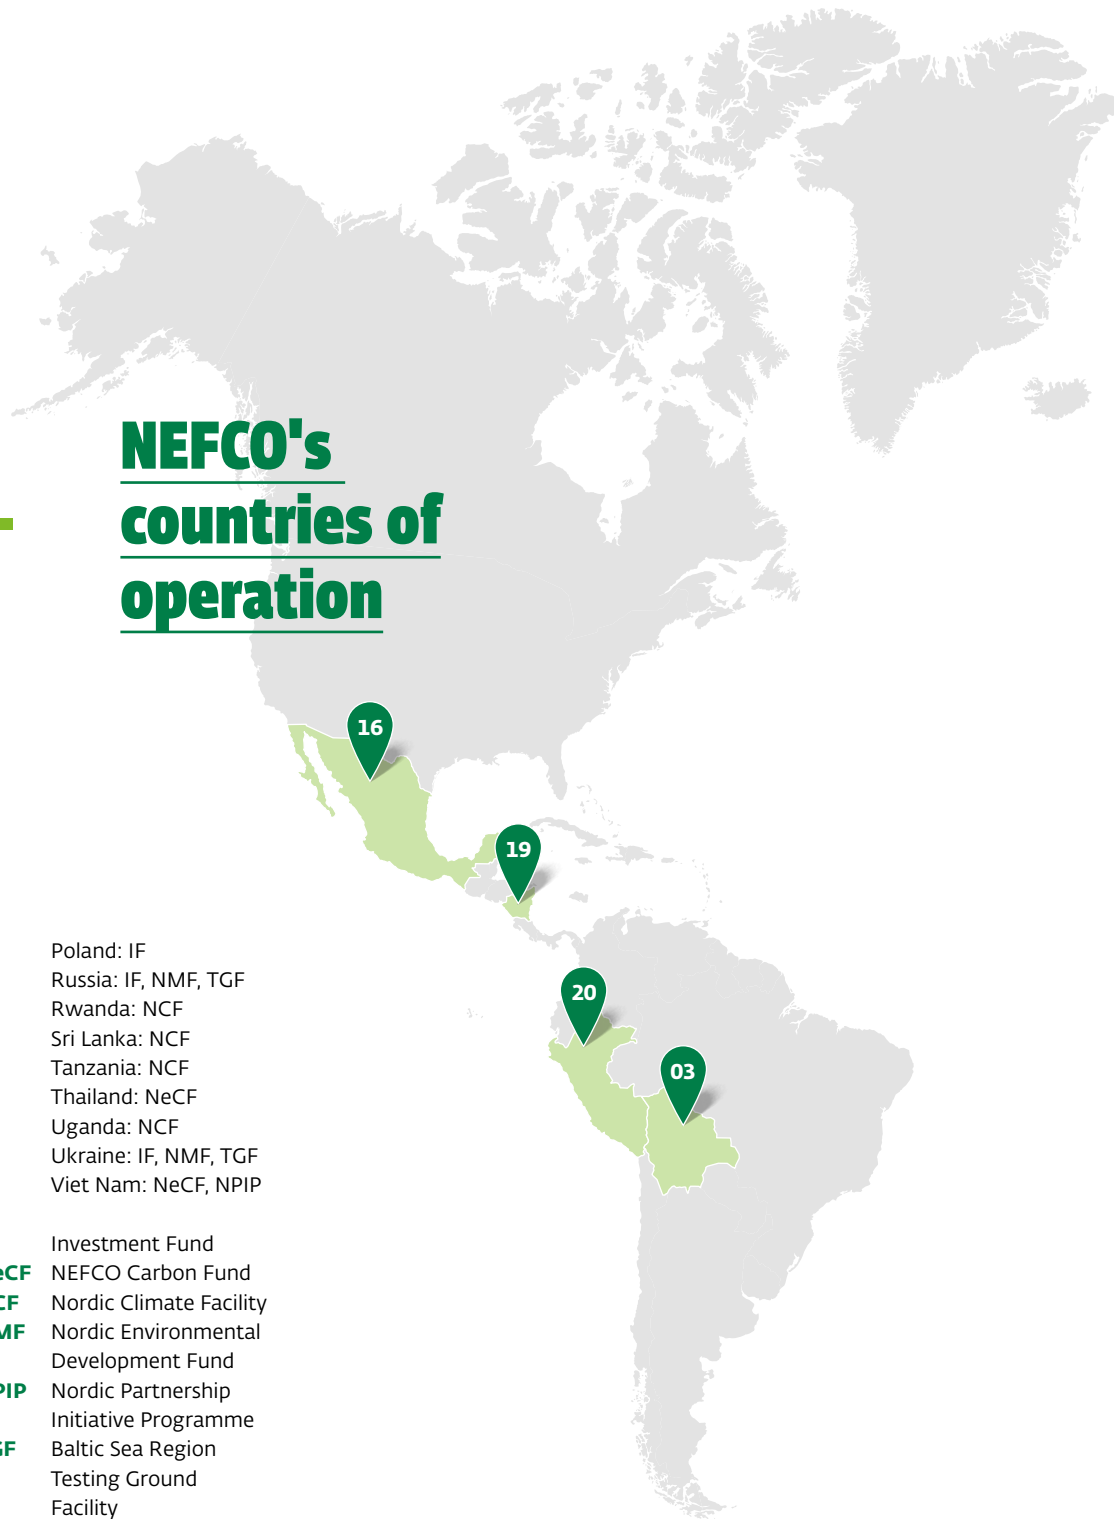 NEFCO's
countries of
operation
16
19
20
03
Poland: IF
Russia: IF, NMF, TGF
Rwanda: NCF
Sri Lanka: NCF
Tanzania: NCF
Thailand: NeCF
Uganda: NCF
Ukraine: IF, NMF, TGF
Viet Nam: NeCF, NPIP
Investment Fund
eCF NEFCO Carbon Fund
CF Nordic Climate Facility
MF Nordic Environmental
Development Fund
PIP Nordic Partnership
Initiative Programme
GF Baltic Sea Region
Testing Ground
Facility